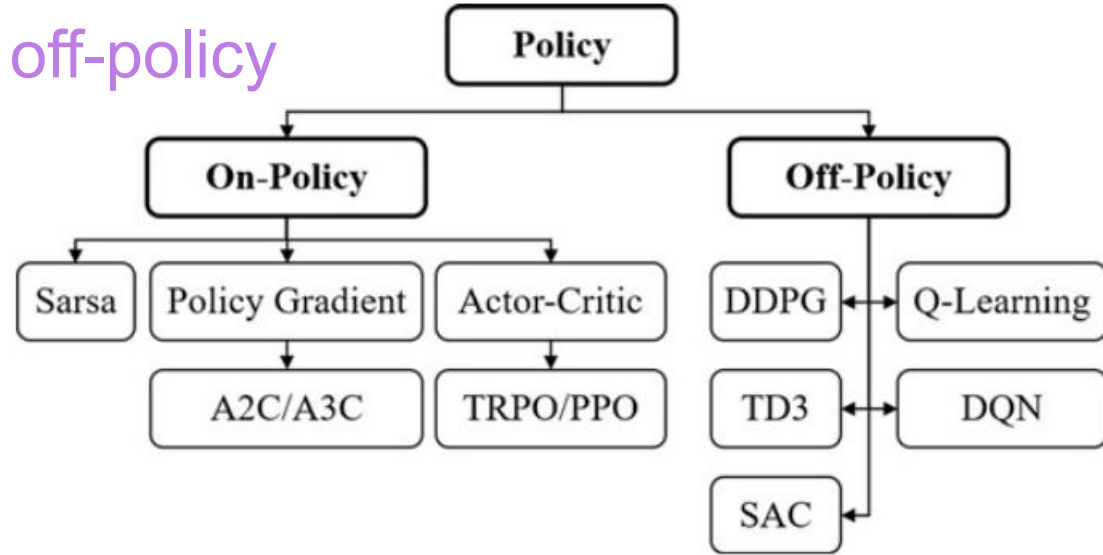 off-policy
Policy
On-Policy
Off-Policy
Sarsa
Policy Gradient
Actor-Critic
DDPG
Q-Learning
A2C/A3C
TRPO/PPO
TD3
DQN
SAC